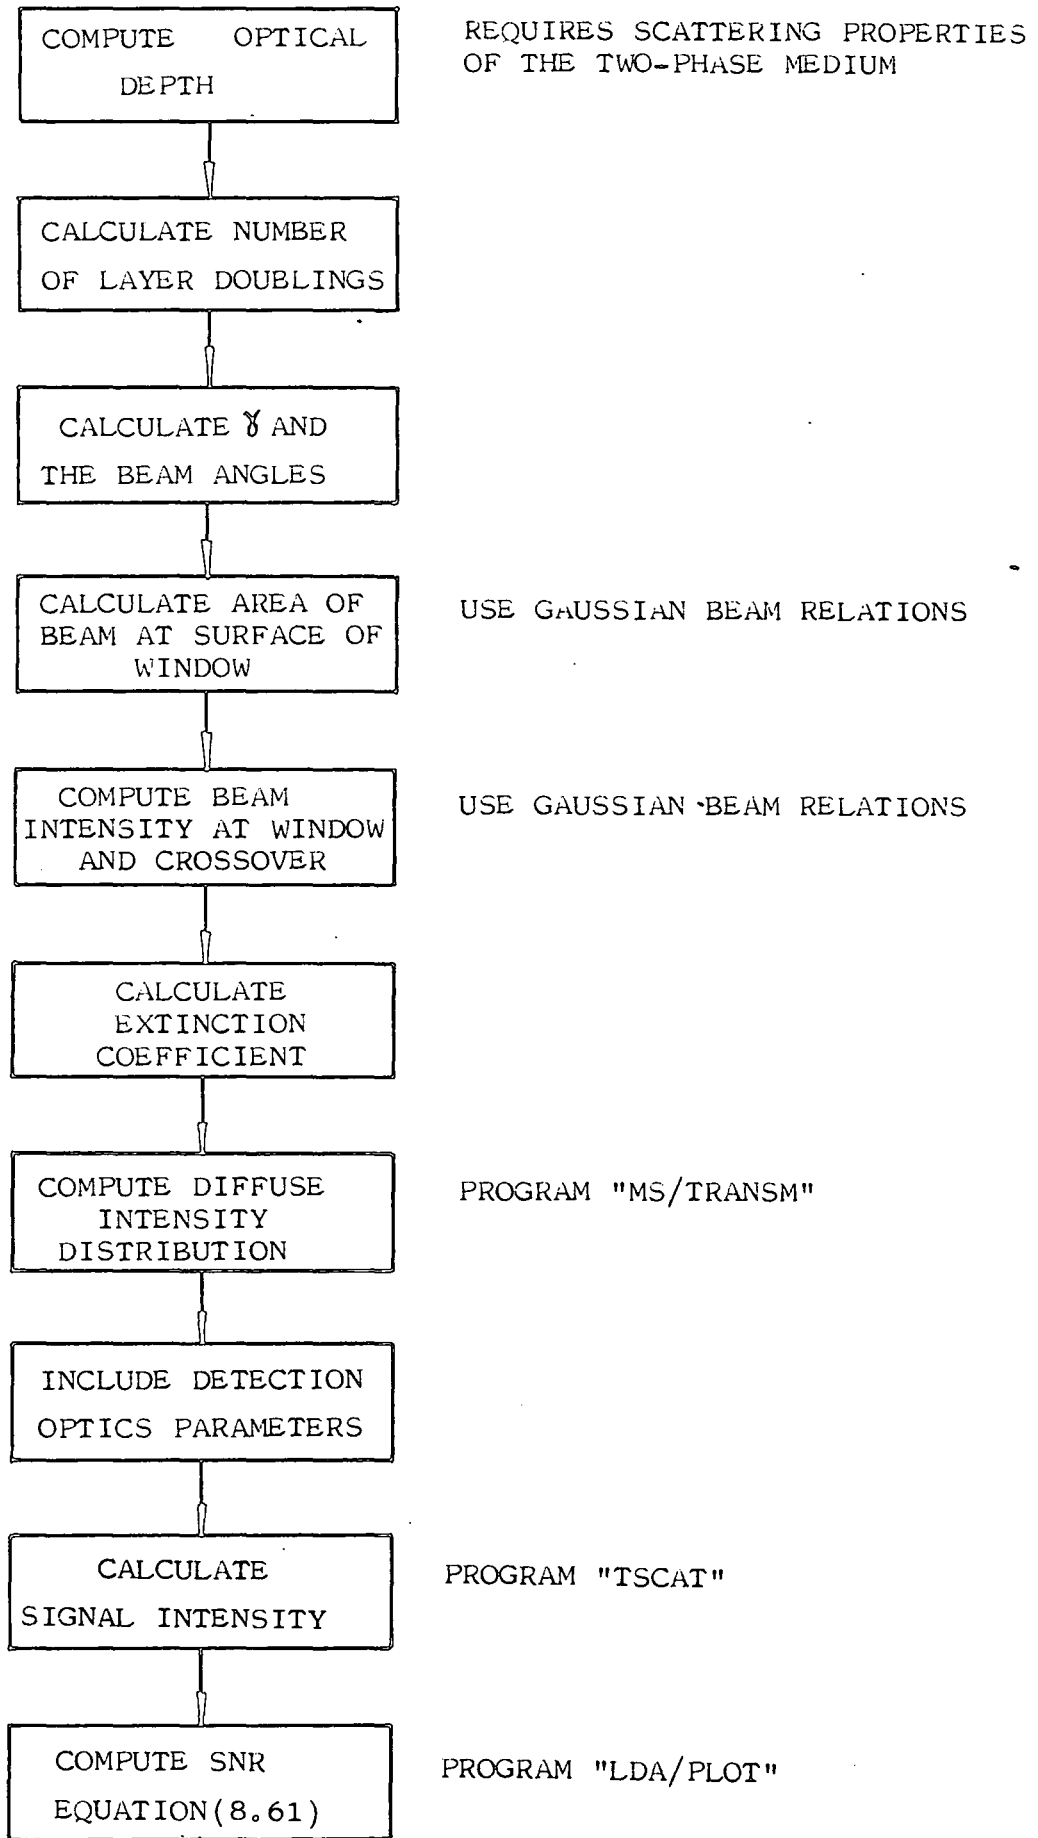 COMPUTE OPTICAL
DEPTH
REQUIRES SCATTERING PROPERTIES
OF THE TWO-PHASE MEDIUM
CALCULATE NUMBER
OF LAYER DOUBLINGS
CALCULATE γ AND
THE BEAM ANGLES
CALCULATE AREA OF
BEAM AT SURFACE OF
WINDOW
USE GAUSSIAN BEAM RELATIONS
COMPUTE BEAM
INTENSITY AT WINDOW
AND CROSSOVER
USE GAUSSIAN BEAM RELATIONS
CALCULATE
EXTINCTION
COEFFICIENT
COMPUTE DIFFUSE
INTENSITY
DISTRIBUTION
PROGRAM "MS/TRANSM"
INCLUDE DETECTION
OPTICS PARAMETERS
CALCULATE
SIGNAL INTENSITY
PROGRAM "TSCAT"
COMPUTE SNR
EQUATION(8.61)
PROGRAM "LDA/PLOT"